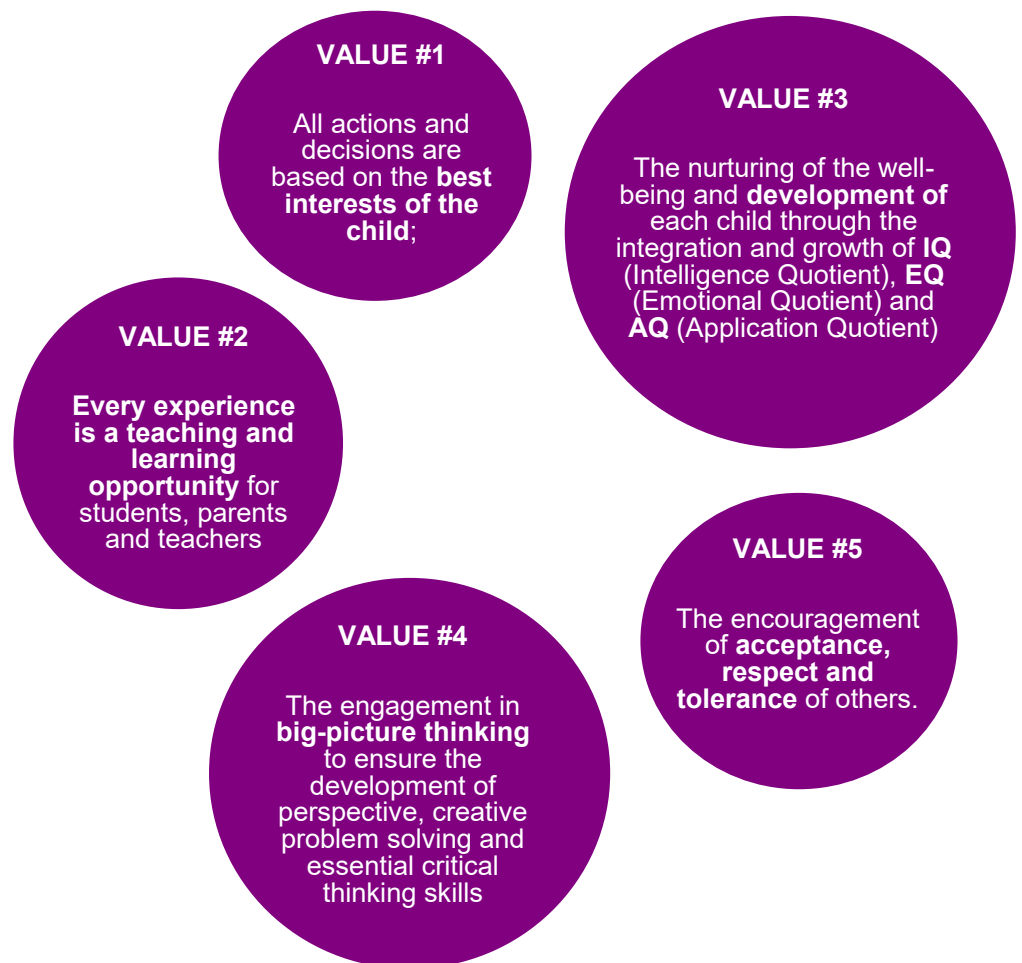 VALUE #1
All actions and
decisions are
based on the best
interests of the
child;
VALUE #2
Every experience
is a teaching and
learning
opportunity for
students, parents
and teachers
VALUE #3
The nurturing of the well-
being and development of
each child through the
integration and growth of IQ
(Intelligence Quotient), EQ
(Emotional Quotient) and
AQ (Application Quotient)
VALUE #4
The engagement in
big-picture thinking
to ensure the
development of
perspective, creative
problem solving and
essential critical
thinking skills
VALUE #5
The encouragement
of acceptance,
respect and
tolerance of others.